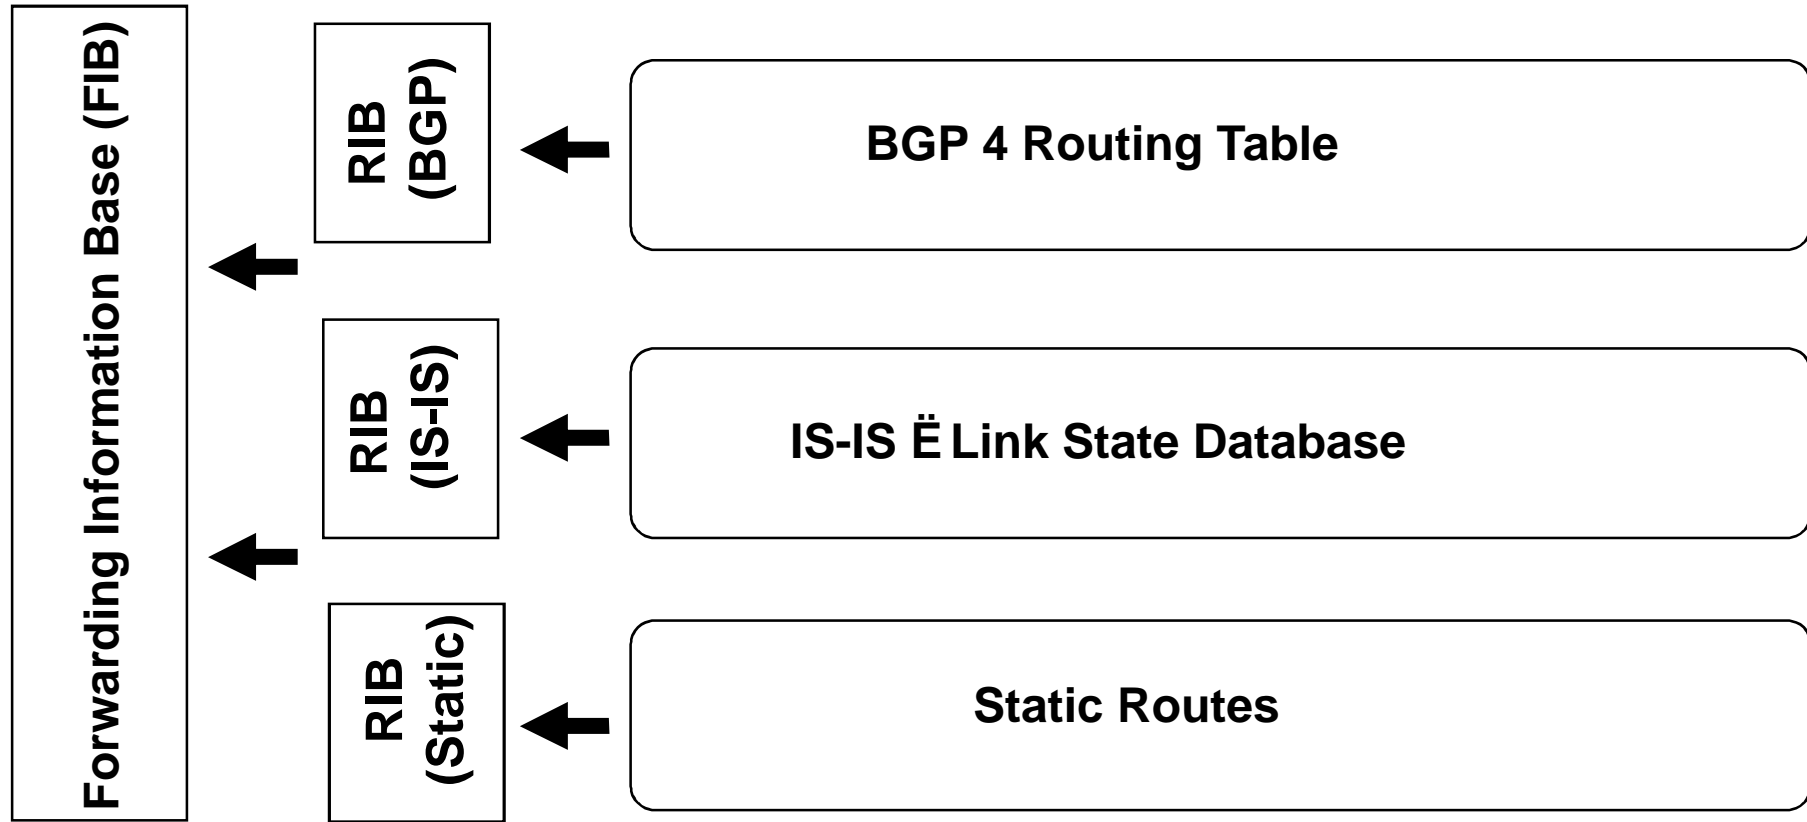 Forwarding Information Base (FIB)
RIB
(BGP)
BGP 4 Routing Table
RIB
(IS-IS)
IS-IS Ë Link State Database
RIB
(Static)
Static Routes